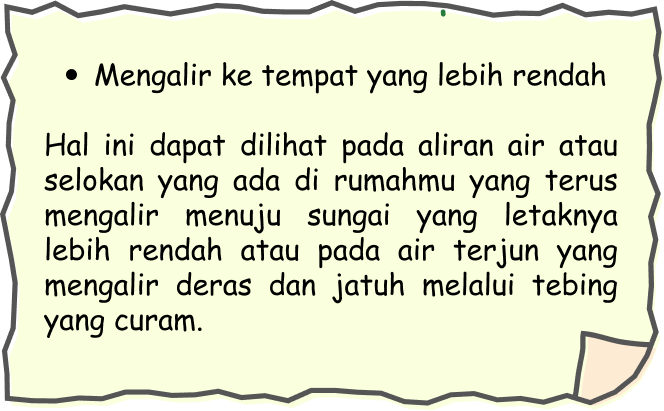 • Mengalir ke tempat yang lebih rendah
Hal ini dapat dilihat pada aliran air atau
selokan yang ada di rumahmu yang terus
mengalir menuju sungai yang letaknya
lebih rendah atau pada air terjun yang
mengalir deras dan jatuh melalui tebing
yang curam.